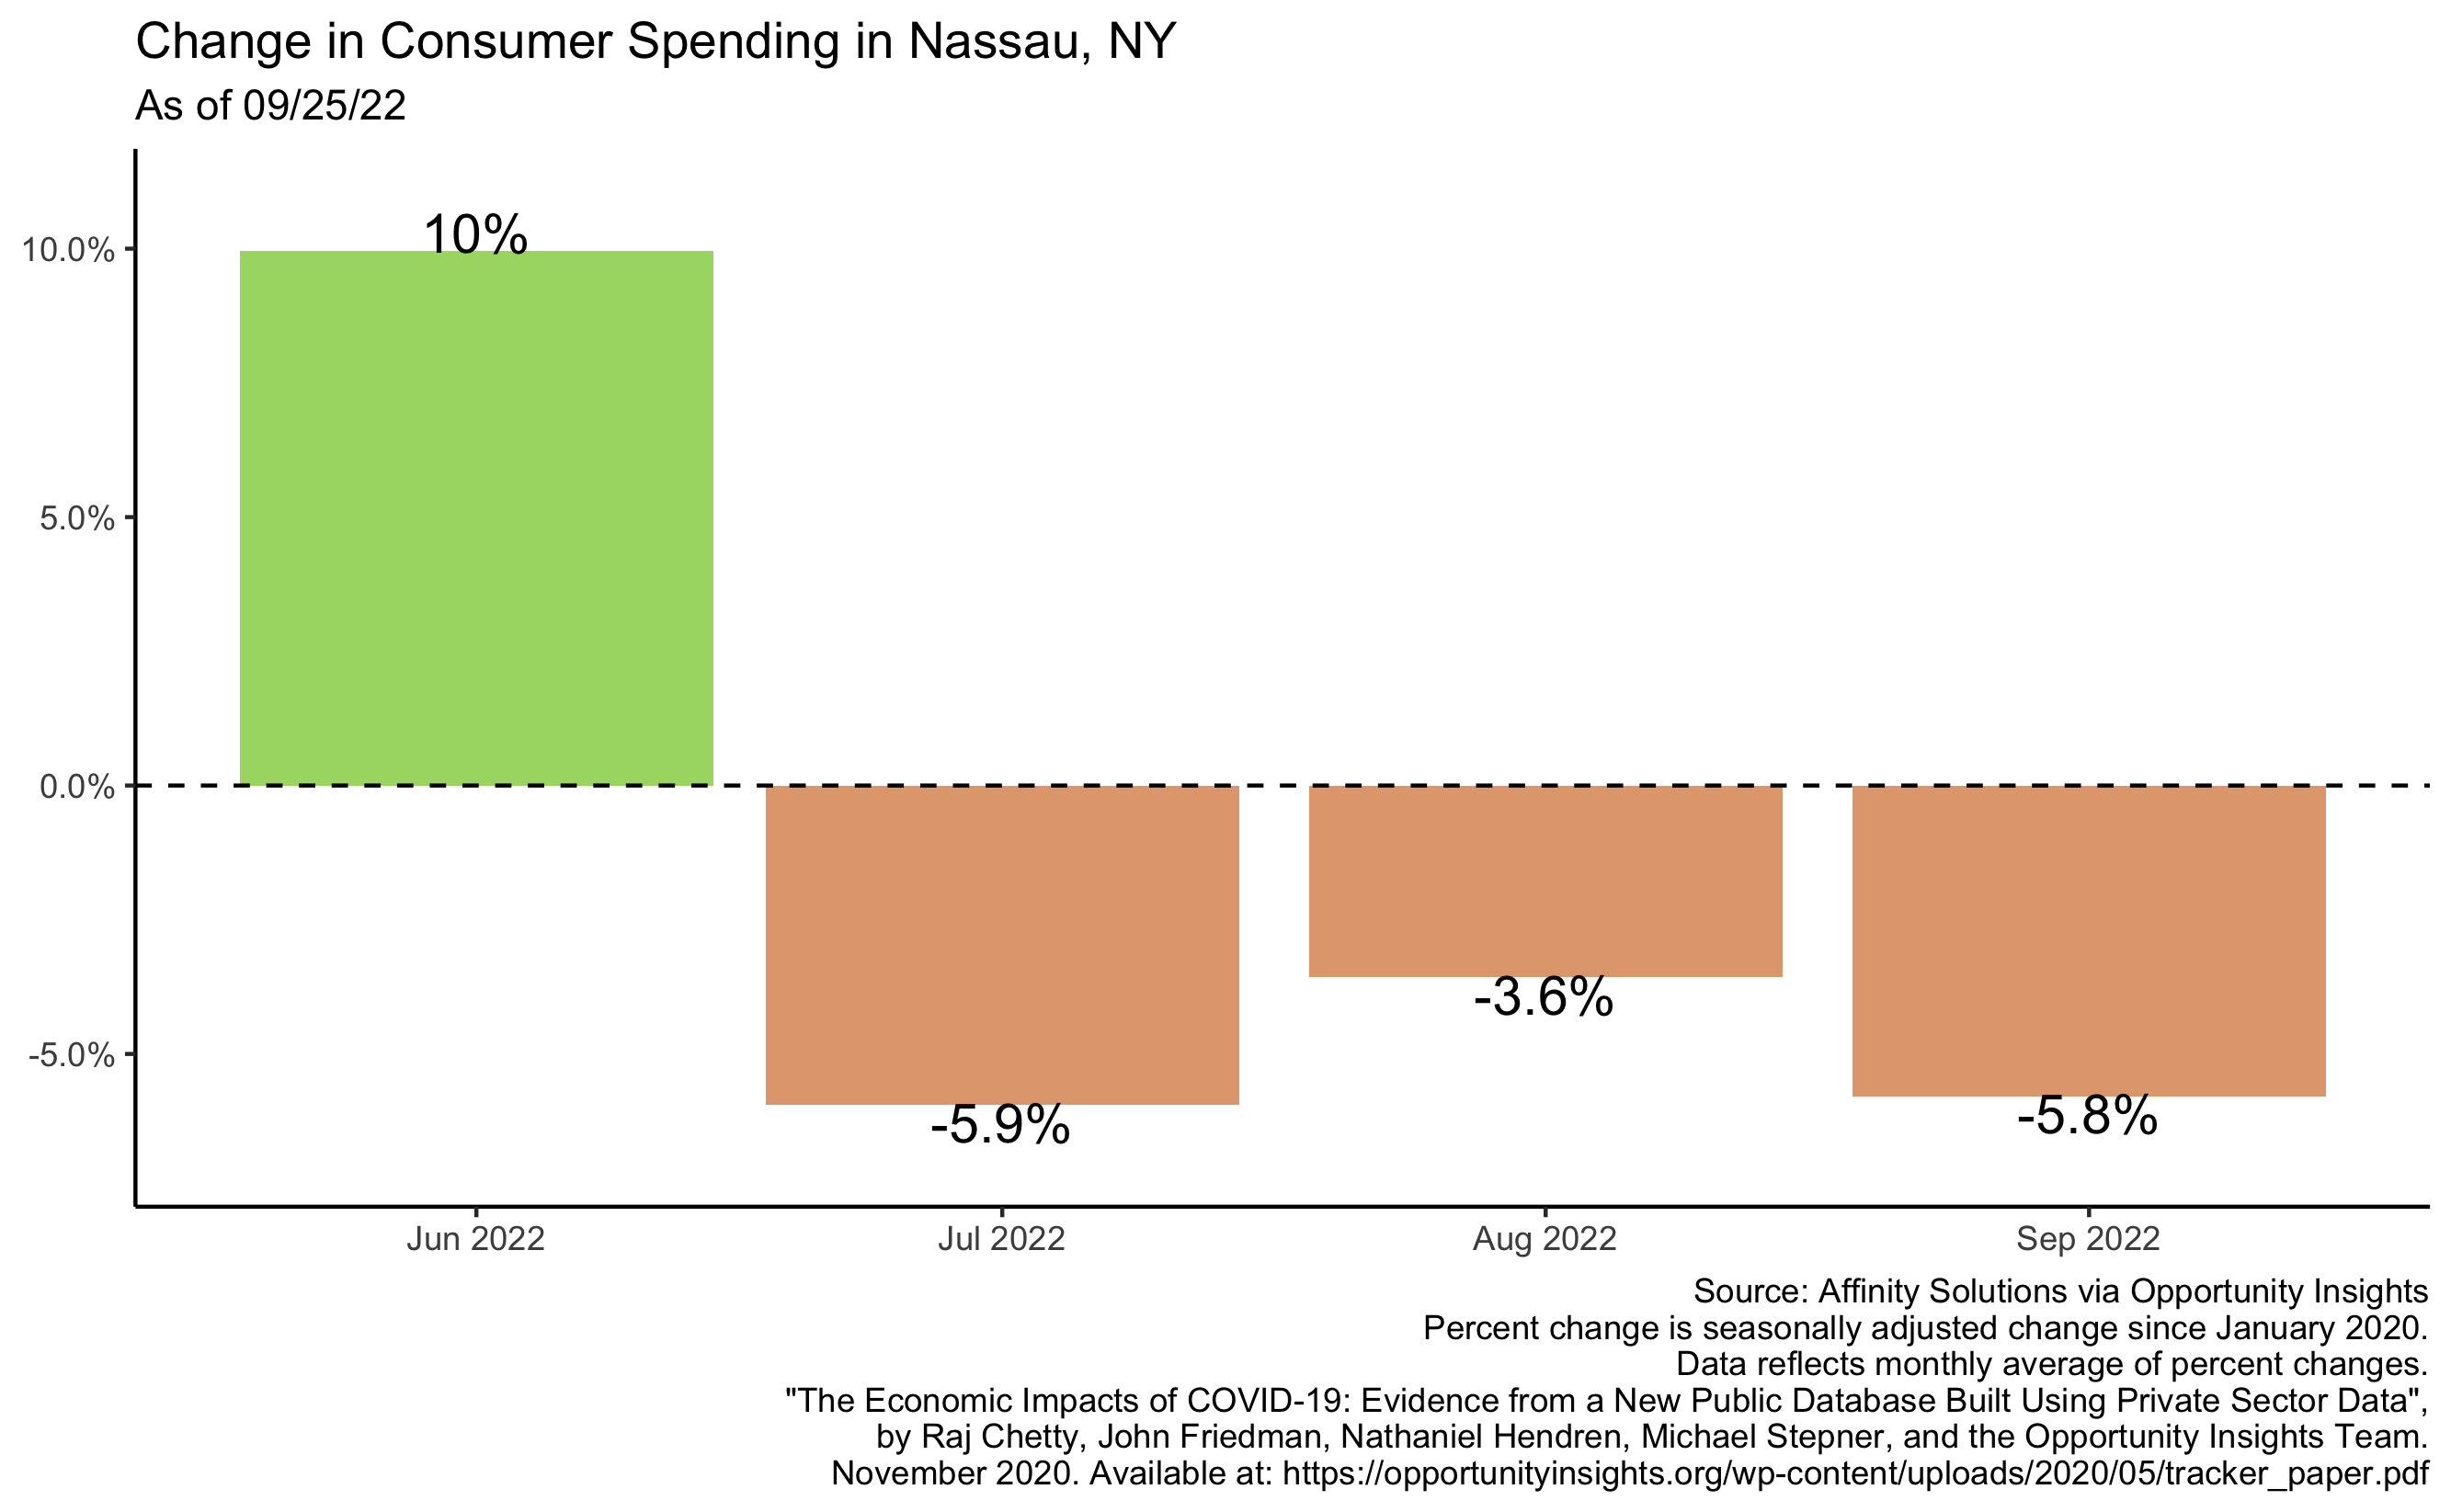 Change in Consumer Spending in Nassau, NY
As of 09/25/22
10.0%
5.0%
0.0%
-5.0%
10%
-5.9%
-3.6%
-5.8%
Jun 2022
Jul 2022
Aug 2022
Sep 2022
Source: Affinity Solutions via Opportunity Insights
Percent change is seasonally adjusted change since January 2020.
Data reflects monthly average of percent changes.
"The Economic Impacts of COVID-19: Evidence from a New Public Database Built Using Private Sector Data",
by Raj Chetty, John Friedman, Nathaniel Hendren, Michael Stepner, and the Opportunity Insights Team.
November 2020. Available at: https://opportunityinsights.org/wp-content/uploads/2020/05/tracker_paper.pdf